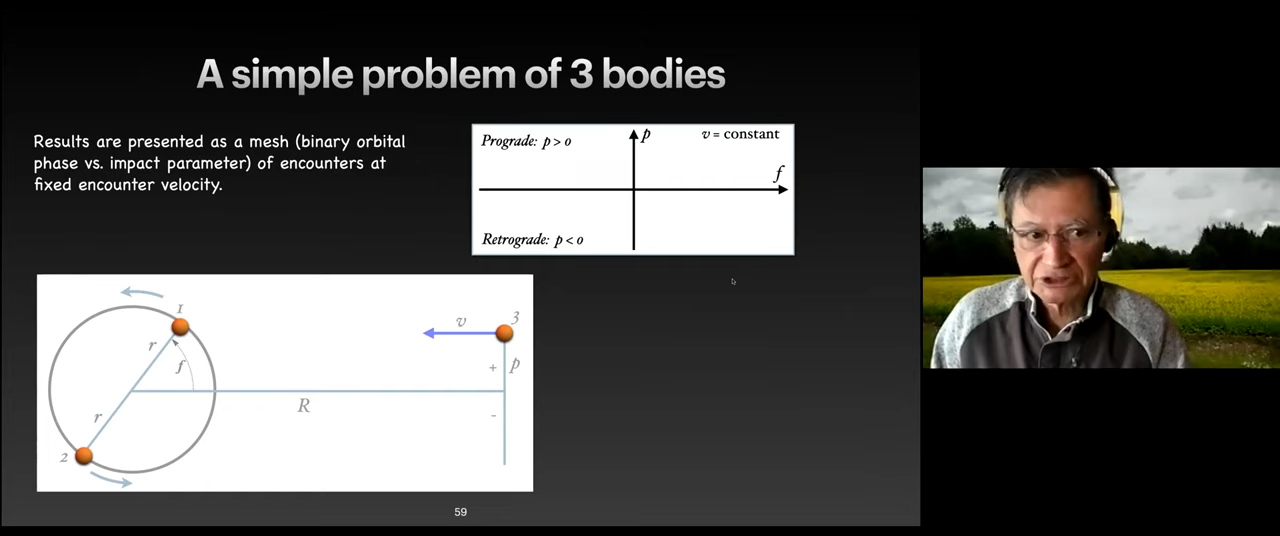 A simple problem of 3 bodies
Results are presented as a mesh (binary orbital
phase vs. impact parameter) of encounters at
fixed encounter velocity.
Prograde: p > 0
p
v = constant
f
Retrograde: p < 0
1
r
f
r
2
R
v
3
+
p
-
59